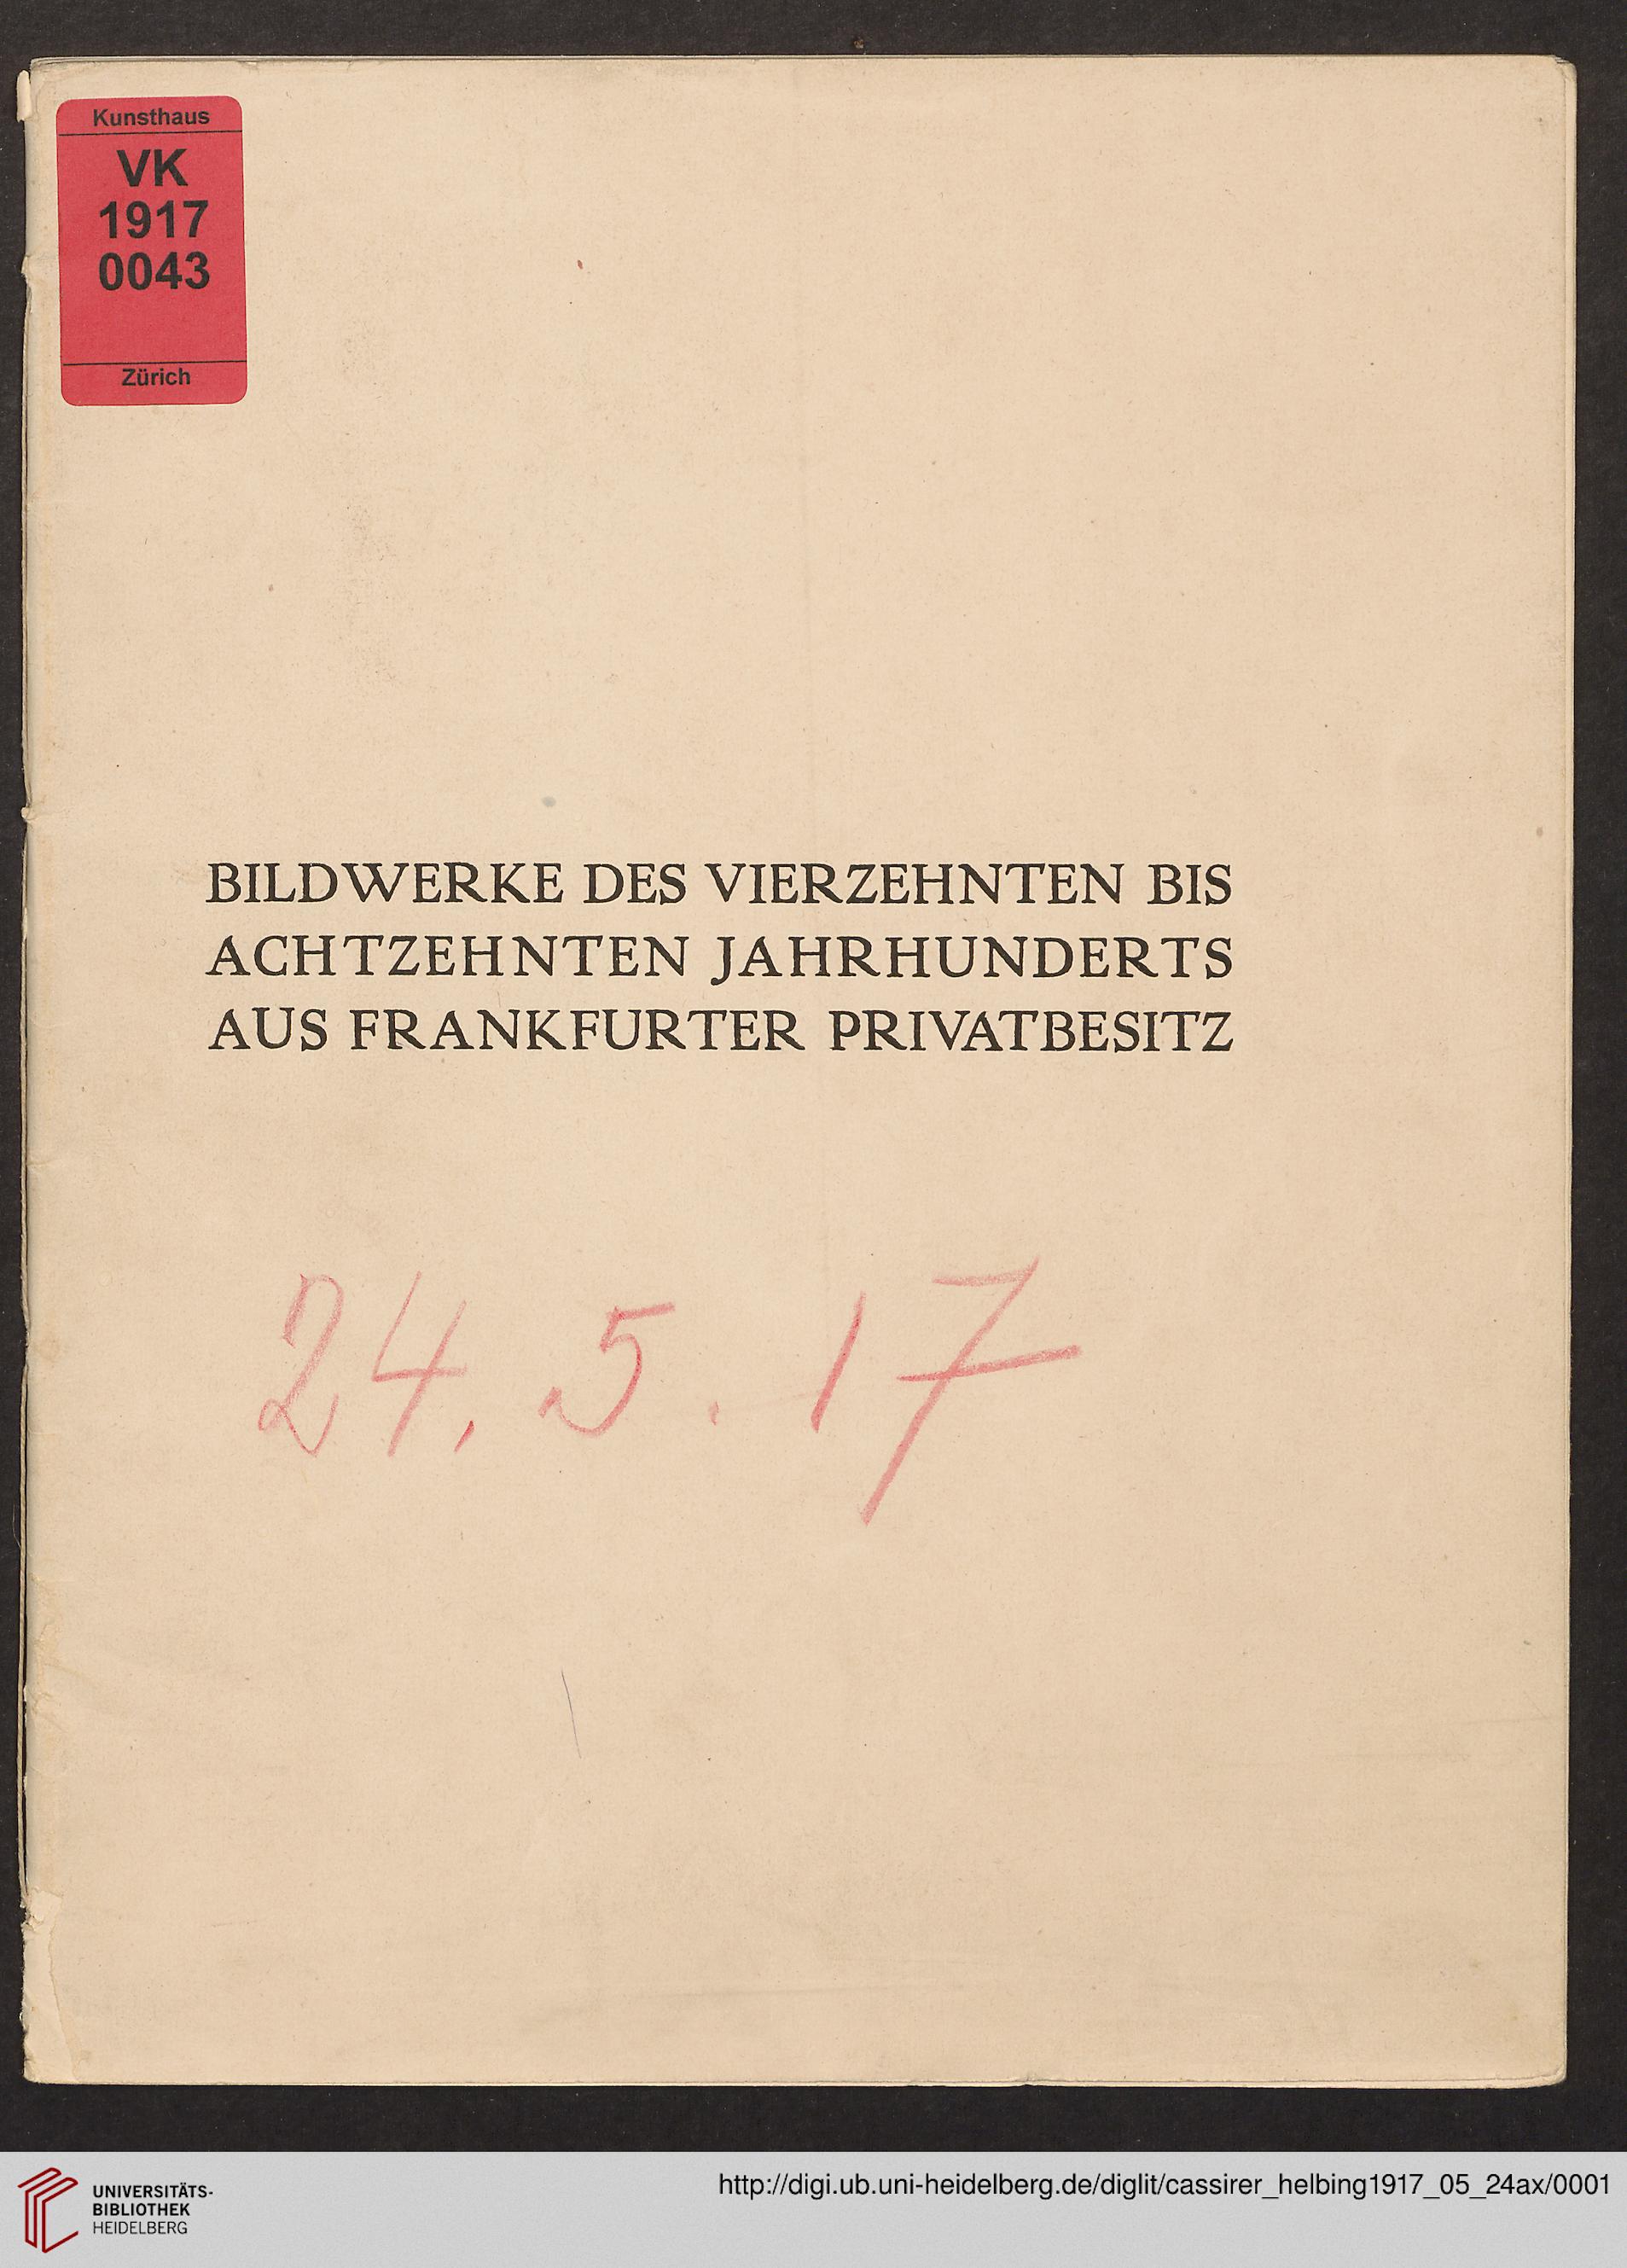 Kunsthaus
VK
1917
0043
Zürich
BILDWERKE DES VIERZEHNTEN BIS
ACHTZEHNTEN JAHRHUNDERTS
AUS FRANKFURTER PRIVATBESITZ
24. 5. 17
UNIVERSITÄTS-
BIBLIOTHEK
HEIDELBERG
http://digi.ub.uni-heidelberg.de/diglit/cassirer_helbing1917_05_24ax/0001